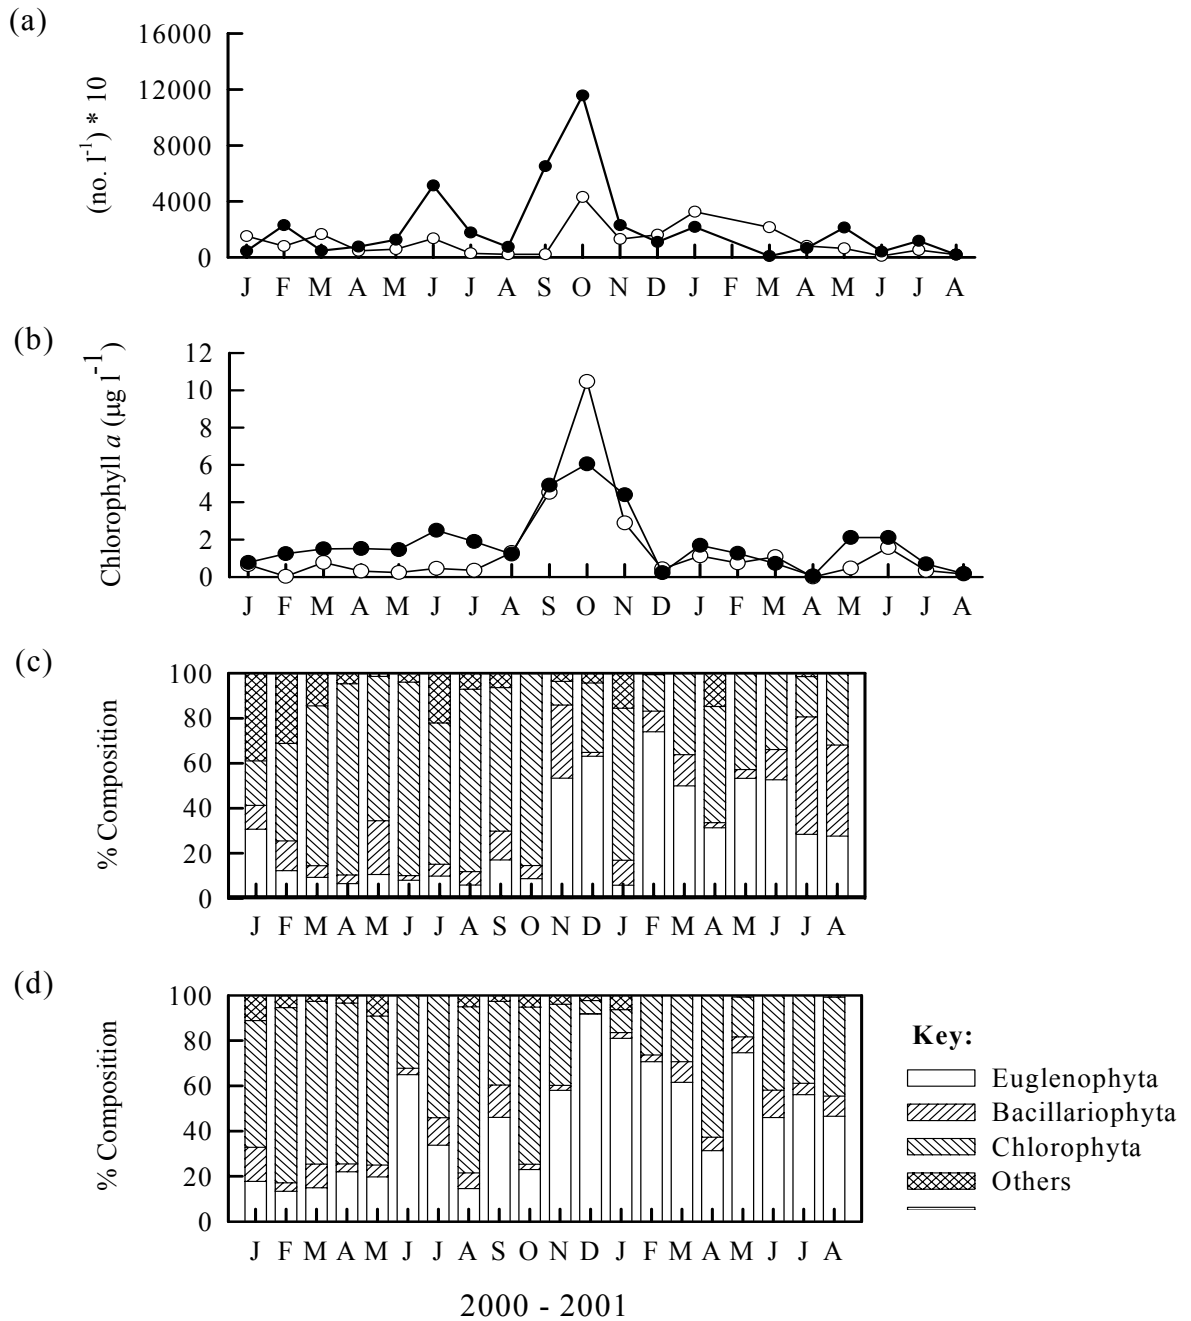 (a)
(no. l⁻¹) * 10
16000
12000
8000
4000
0
J F M A M J J A S O N D J F M A M J J A
(b)
Chlorophyll a (µg l⁻¹)
12
10
8
6
4
2
0
J F M A M J J A S O N D J F M A M J J A
(c)
% Composition
100
80
60
40
20
0
J F M A M J J A S O N D J F M A M J J A
(d)
% Composition
100
80
60
40
20
0
J F M A M J J A S O N D J F M A M J J A
2000 - 2001
Key:
Euglenophyta
Bacillariophyta
Chlorophyta
Others